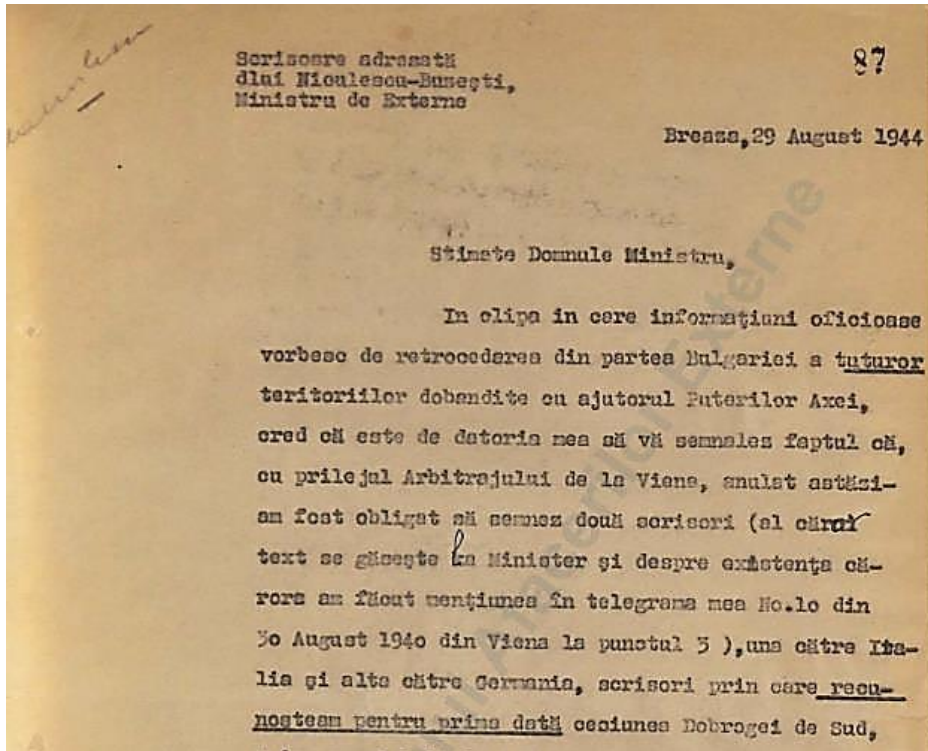 87
Scrisoare adresată
dlui Niculescu-Buzești,
Ministru de Externe
Breaza,29 August 1944
Stimate Domnule Ministru,
In clipa in care informațiuni oficioase
vorbesc de retrocedarea din partea Bulgariei a tuturor
teritoriilor dobandite cu ajutorul Puterilor Axei,
cred că este de datoria mea să vă semnalez faptul că,
cu prilejul Arbitrajului de la Viena, anulat astăzi-
am fost obligat să semnez două scrisori (al cărui
text se găsește la Minister și despre existența că-
rora am făcut mențiunea în telegrama mea No.1o din
3o August 194o din Viena la punctul 3 ),una către Ita-
lia și alta către Germania, scrisori prin care recu-
noșteam pentru prima dată cesiunea Dobrogei de Sud,
Externe